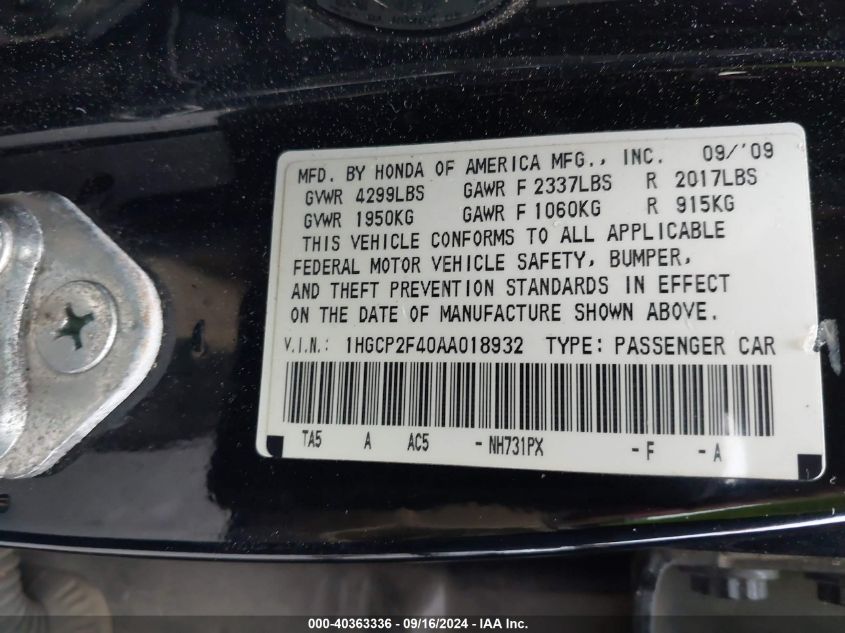 MFD. BY HONDA OF AMERICA MFG., INC. 09/'09
GVWR 4299LBS GAWR F 2337LBS R 2017LBS
GVWR 1950KG GAWR F 1060KG R 915KG
THIS VEHICLE CONFORMS TO ALL APPLICABLE
FEDERAL MOTOR VEHICLE SAFETY, BUMPER,
AND THEFT PREVENTION STANDARDS IN EFFECT
ON THE DATE OF MANUFACTURE SHOWN ABOVE.
V.I.N.: 1HGCP2F40AA018932 TYPE: PASSENGER CAR
TA5 A AC5 -NH731PX -F -A
000-40363336 - 09/16/2024 - IAA Inc.